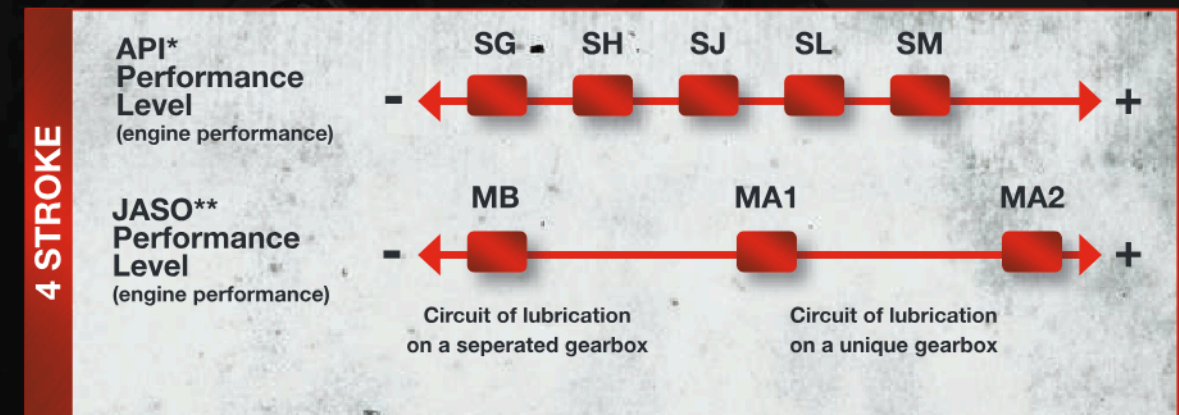 4 STROKE
API*
Performance
Level
(engine performance)
SG SH SJ SL SM
- +
JASO**
Performance
Level
(engine performance)
MB MA1 MA2
- +
Circuit of lubrication
on a seperated gearbox
Circuit of lubrication
on a unique gearbox